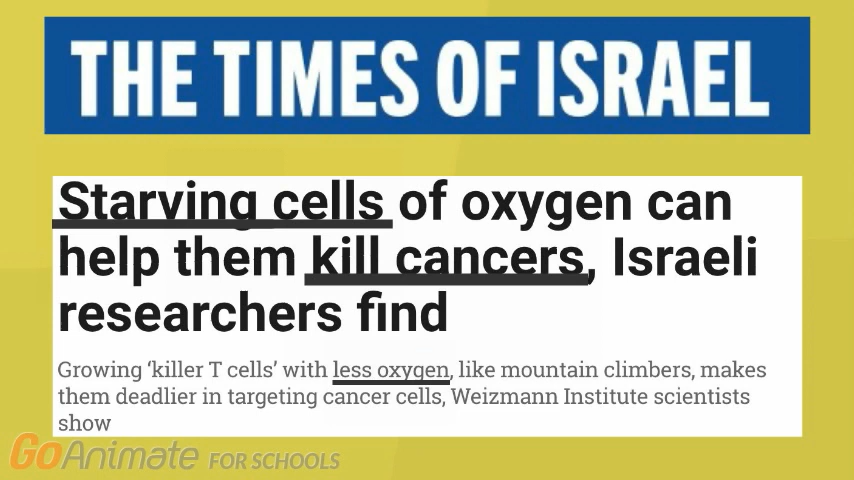 THE TIMES OF ISRAEL
Starving cells of oxygen can
help them kill cancers, Israeli
researchers find
Growing ‘killer T cells’ with less oxygen, like mountain climbers, makes
them deadlier in targeting cancer cells, Weizmann Institute scientists
show
GoAnimate FOR SCHOOLS